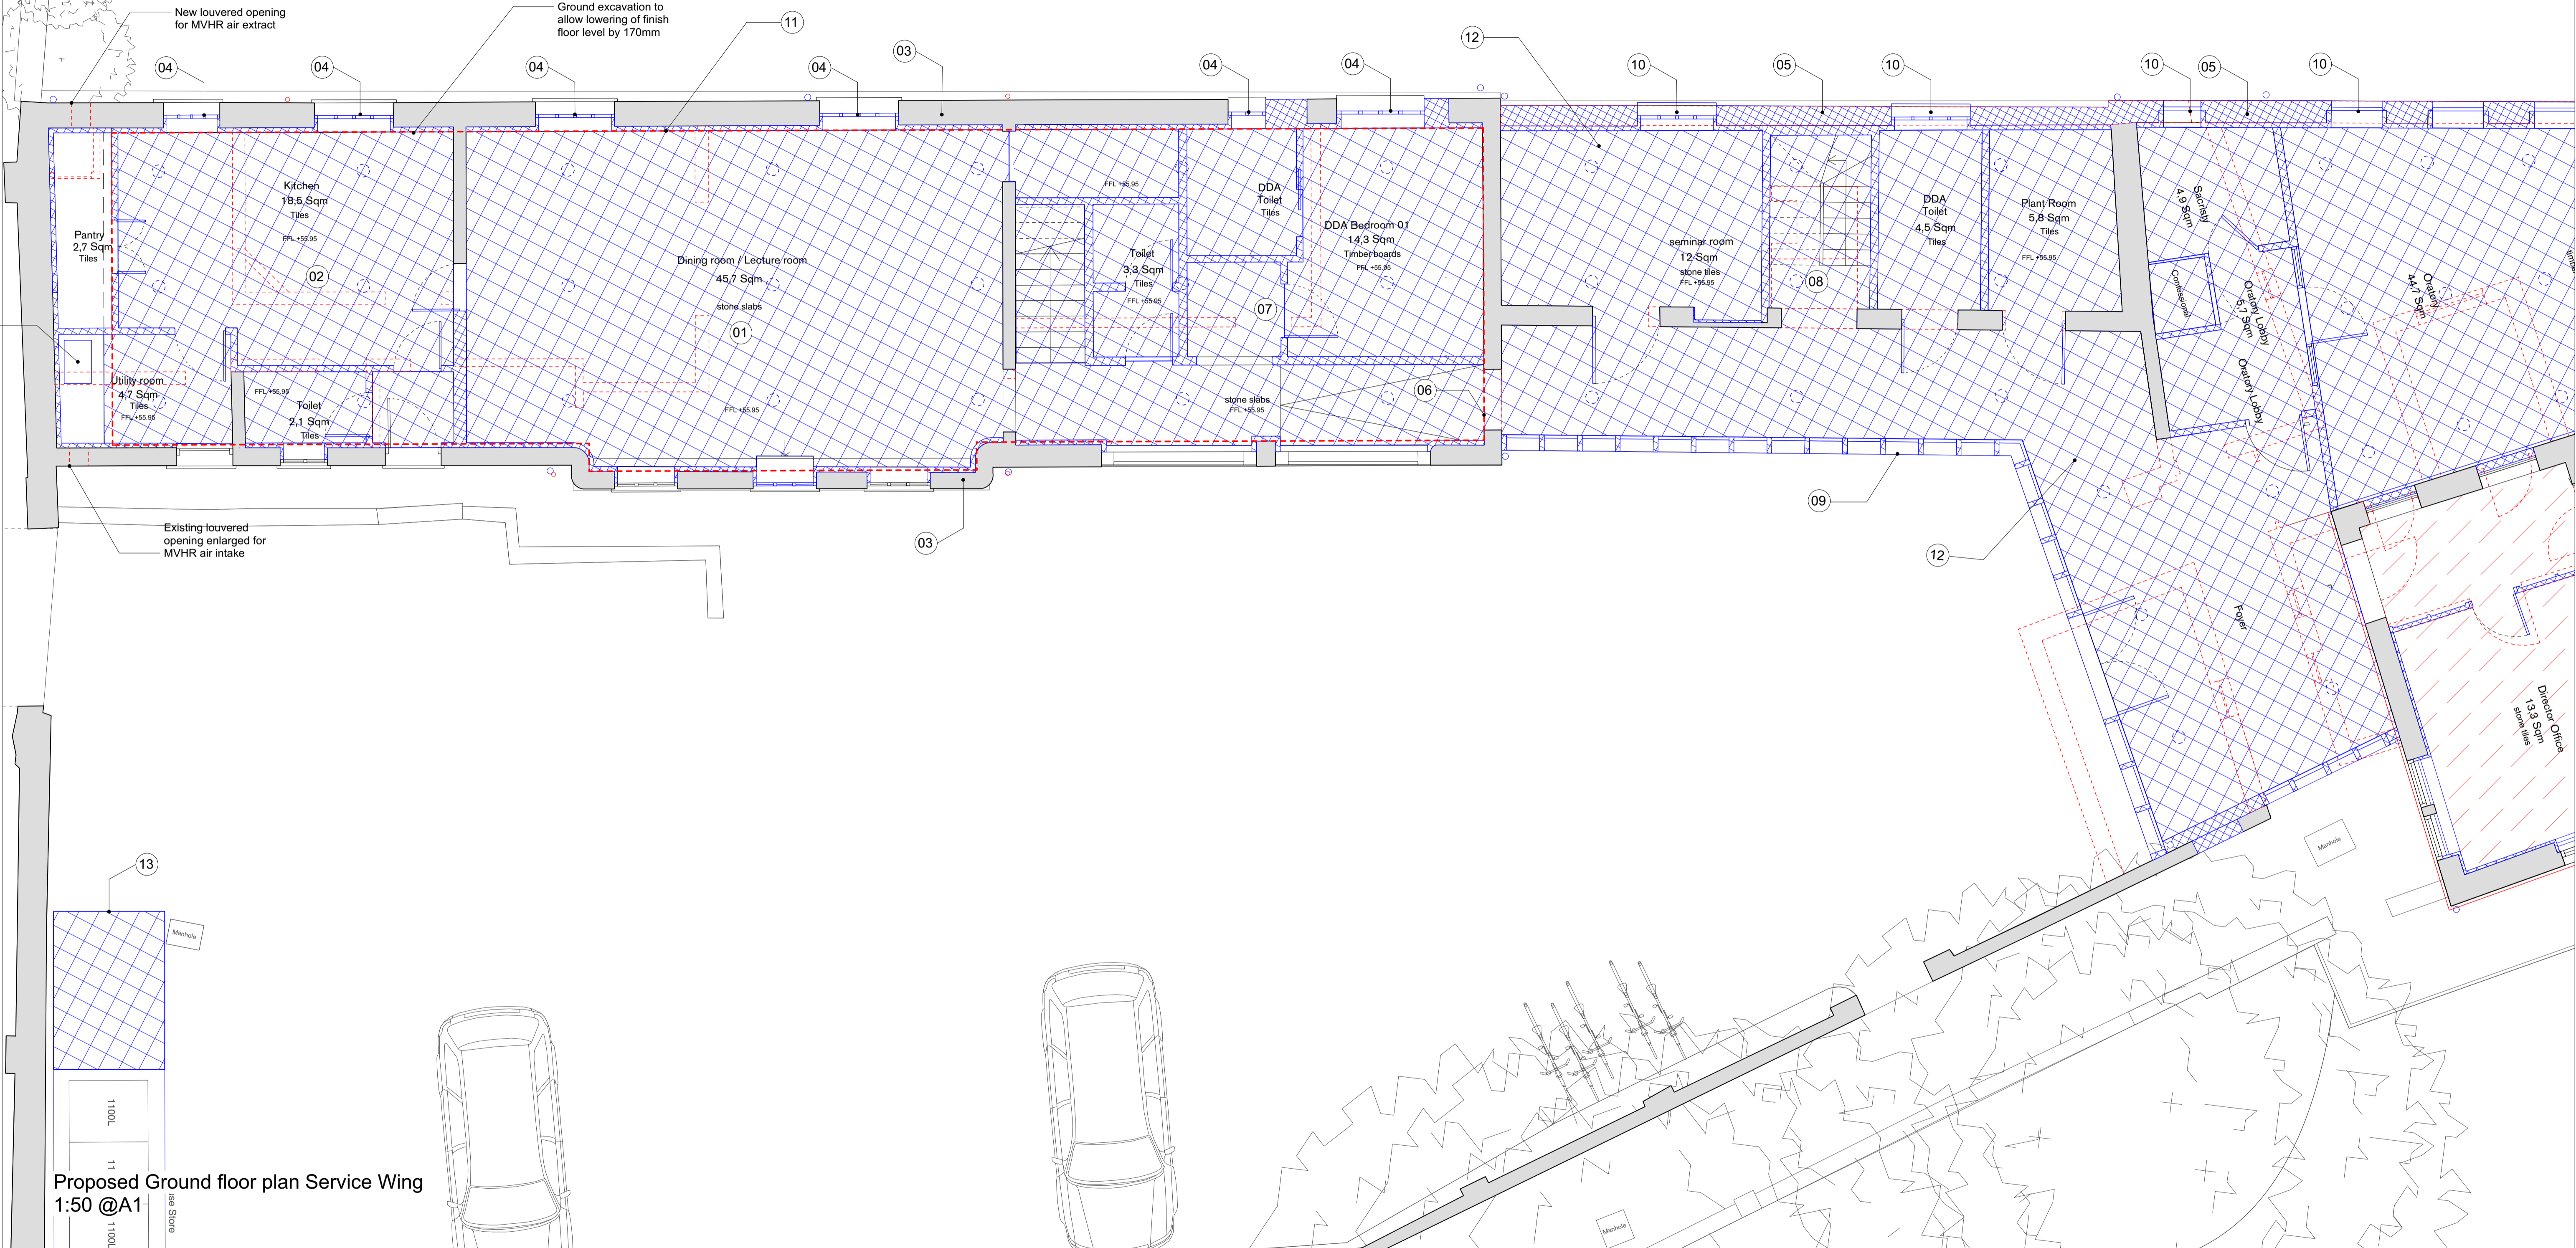 New louvered opening
for MVHR air extract
Ground excavation to
allow lowering of finish
floor level by 170mm
11
03
04
04
04
04
04
04
12
10
05
10
10
05
10
Kitchen
18,5 Sqm
Tiles
FFL +55.95
02
Pantry
2,7 Sqm
Tiles
Utility room
4,7 Sqm
Tiles
FFL +55.95
FFL +55.95
Toilet
2,1 Sqm
Tiles
Dining room / Lecture room
45,7 Sqm
stone slabs
01
FFL +55.95
FFL +55.95
Toilet
3,3 Sqm
Tiles
FFL +55.95
DDA
Toilet
Tiles
DDA Bedroom 01
14,3 Sqm
Timber boards
FFL +55.95
07
stone slabs
FFL +55.95
06
seminar room
12 Sqm
stone tiles
FFL +55.95
08
DDA
Toilet
4,5 Sqm
Tiles
Plant Room
5,8 Sqm
Tiles
FFL +55.95
Sacristy
4,9 Sqm
Confessional
Oratory Lobby
5,7 Sqm
Oratory Lobby
Oratory
44,7 Sqm
timber
09
12
03
Foyer
Director Office
13,3 Sqm
stone tiles
Existing louvered
opening enlarged for
MVHR air intake
13
Manhole
Manhole
Manhole
1100L
11
1100L
use Store
Proposed Ground floor plan Service Wing
1:50 @A1